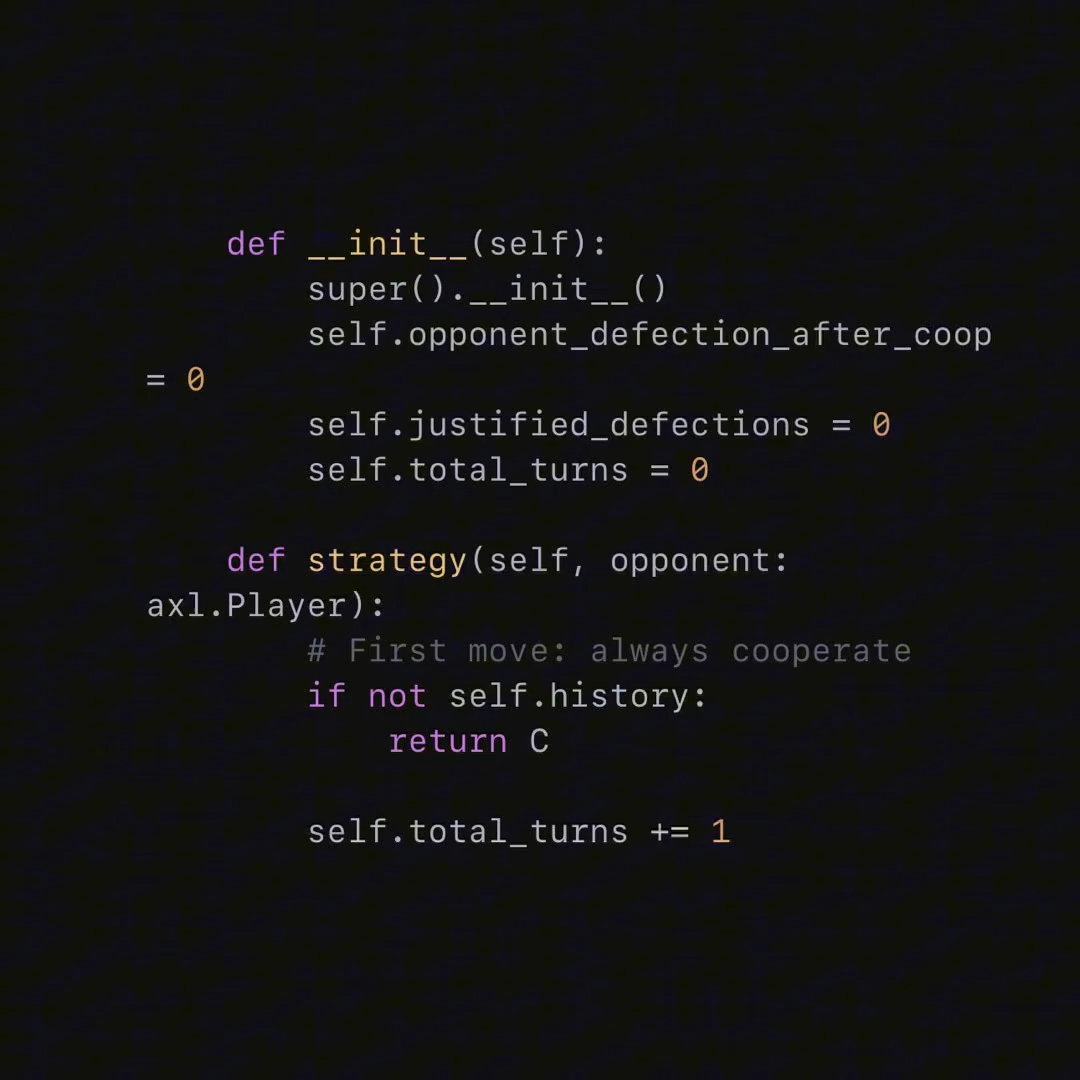 def __init__(self):
super().__init__()
self.opponent_defection_after_coop
= 0
self.justified_defections = 0
self.total_turns = 0
def strategy(self, opponent:
axl.Player):
# First move: always cooperate
if not self.history:
return C
self.total_turns += 1